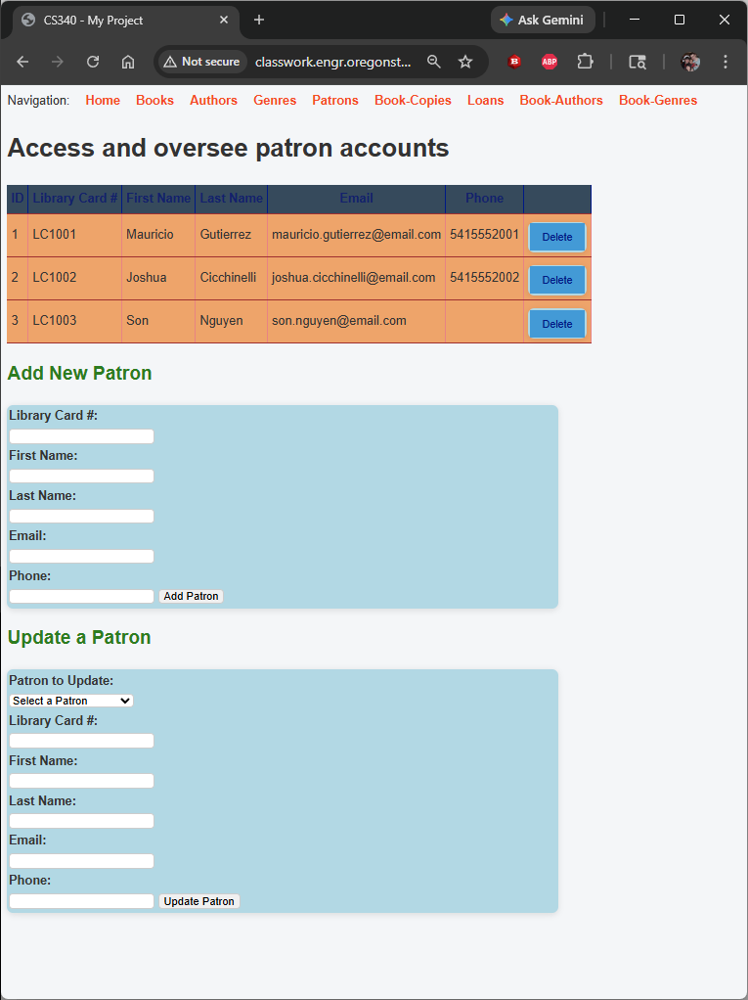 CS340 - My Project
Ask Gemini
Not secure classwork.engr.oregonst...
ABP
Navigation: Home Books Authors Genres Patrons Book-Copies Loans Book-Authors Book-Genres
Access and oversee patron accounts
ID Library Card # First Name Last Name Email Phone
1 LC1001 Mauricio Gutierrez mauricio.gutierrez@email.com 5415552001 Delete
2 LC1002 Joshua Cicchinelli joshua.cicchinelli@email.com 5415552002 Delete
3 LC1003 Son Nguyen son.nguyen@email.com Delete
Add New Patron
Library Card #:
First Name:
Last Name:
Email:
Phone:
Add Patron
Update a Patron
Patron to Update:
Select a Patron
Library Card #:
First Name:
Last Name:
Email:
Phone:
Update Patron